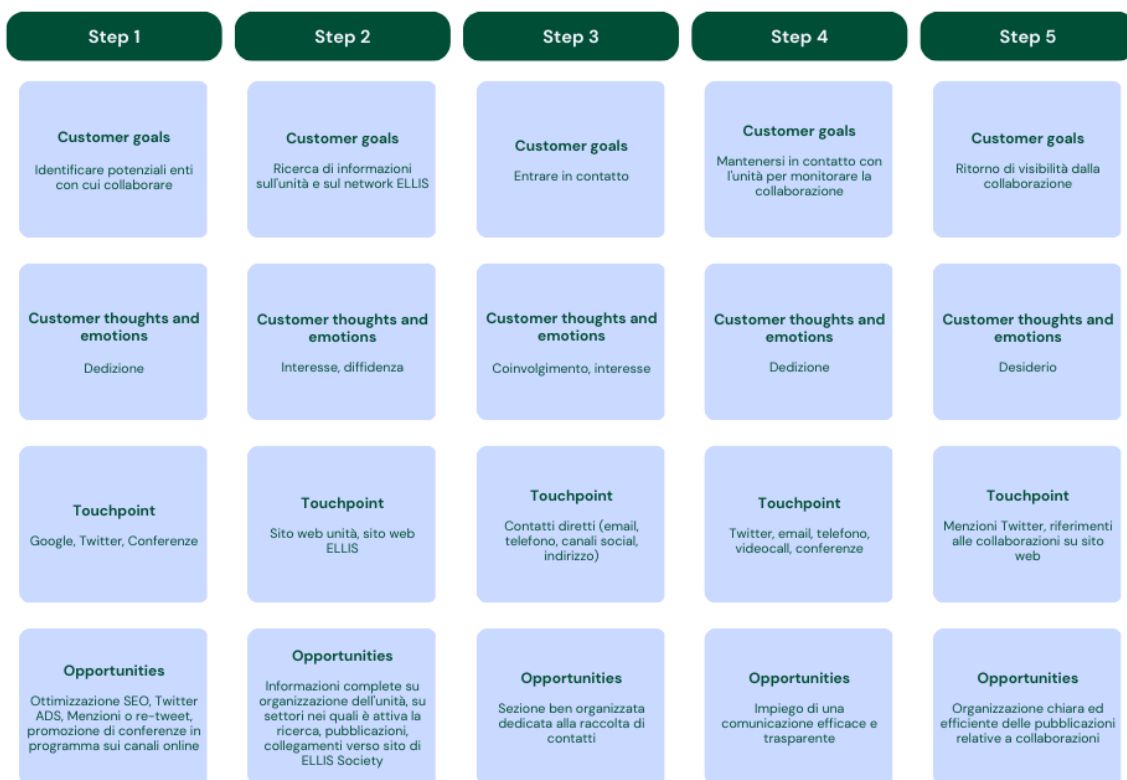 Step 1
Step 2
Step 3
Step 4
Step 5
Customer goals
Identificare potenziali enti
con cui collaborare
Customer goals
Ricerca di informazioni
sull'unità e sul network ELLIS
Customer goals
Entrare in contatto
Customer goals
Mantenersi in contatto con
l'unità per monitorare la
collaborazione
Customer goals
Ritorno di visibilità dalla
collaborazione
Customer thoughts and
emotions
Dedizione
Customer thoughts and
emotions
Interesse, diffidenza
Customer thoughts and
emotions
Coinvolgimento, interesse
Customer thoughts and
emotions
Dedizione
Customer thoughts and
emotions
Desiderio
Touchpoint
Google, Twitter, Conferenze
Touchpoint
Sito web unità, sito web
ELLIS
Touchpoint
Contatti diretti (email,
telefono, canali social,
indirizzo)
Touchpoint
Twitter, email, telefono,
videocall, conferenze
Touchpoint
Menzioni Twitter, riferimenti
alle collaborazioni su sito
web
Opportunities
Ottimizzazione SEO, Twitter
ADS, Menzioni o re-tweet,
promozione di conferenze in
programma sui canali online
Opportunities
Informazioni complete su
organizzazione dell'unità, su
settori nei quali è attiva la
ricerca, pubblicazioni,
collegamenti verso sito di
ELLIS Society
Opportunities
Sezione ben organizzata
dedicata alla raccolta di
contatti
Opportunities
Impiego di una
comunicazione efficace e
trasparente
Opportunities
Organizzazione chiara ed
efficiente delle pubblicazioni
relative a collaborazioni